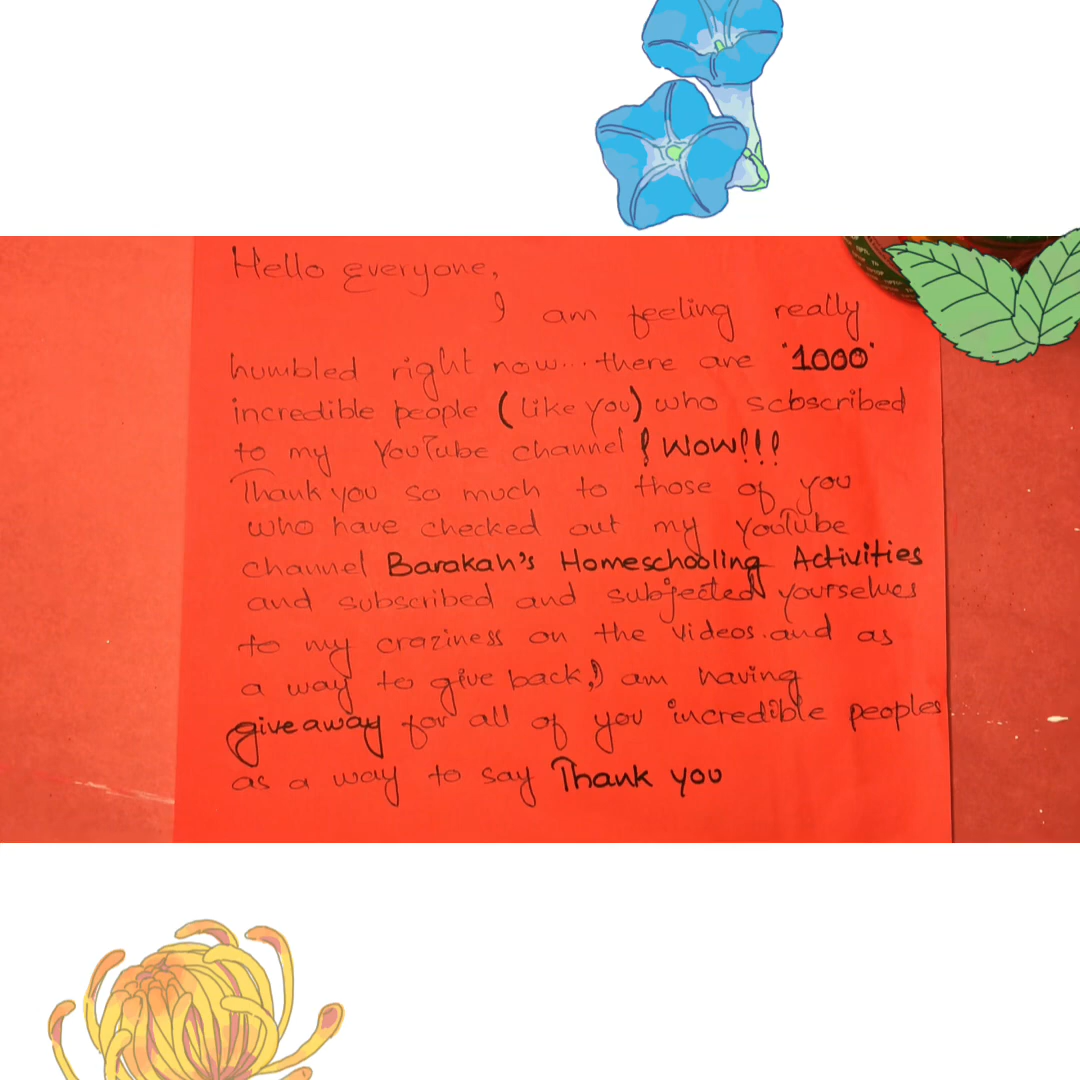 Hello everyone,
I am feeling really
humbled right now... there are "1000"
incredible people (like you) who scbscribed
to my YouTube channel! WOW!!!
Thank you so much to those of you
who have checked out my YouTube
channel Barakah's Homeschooling Activities
and subscribed and subjected yourselves
to my craziness on the videos.and as
a way to give back,I am having
giveaway for all of you incredible peoples
as a way to say Thank you